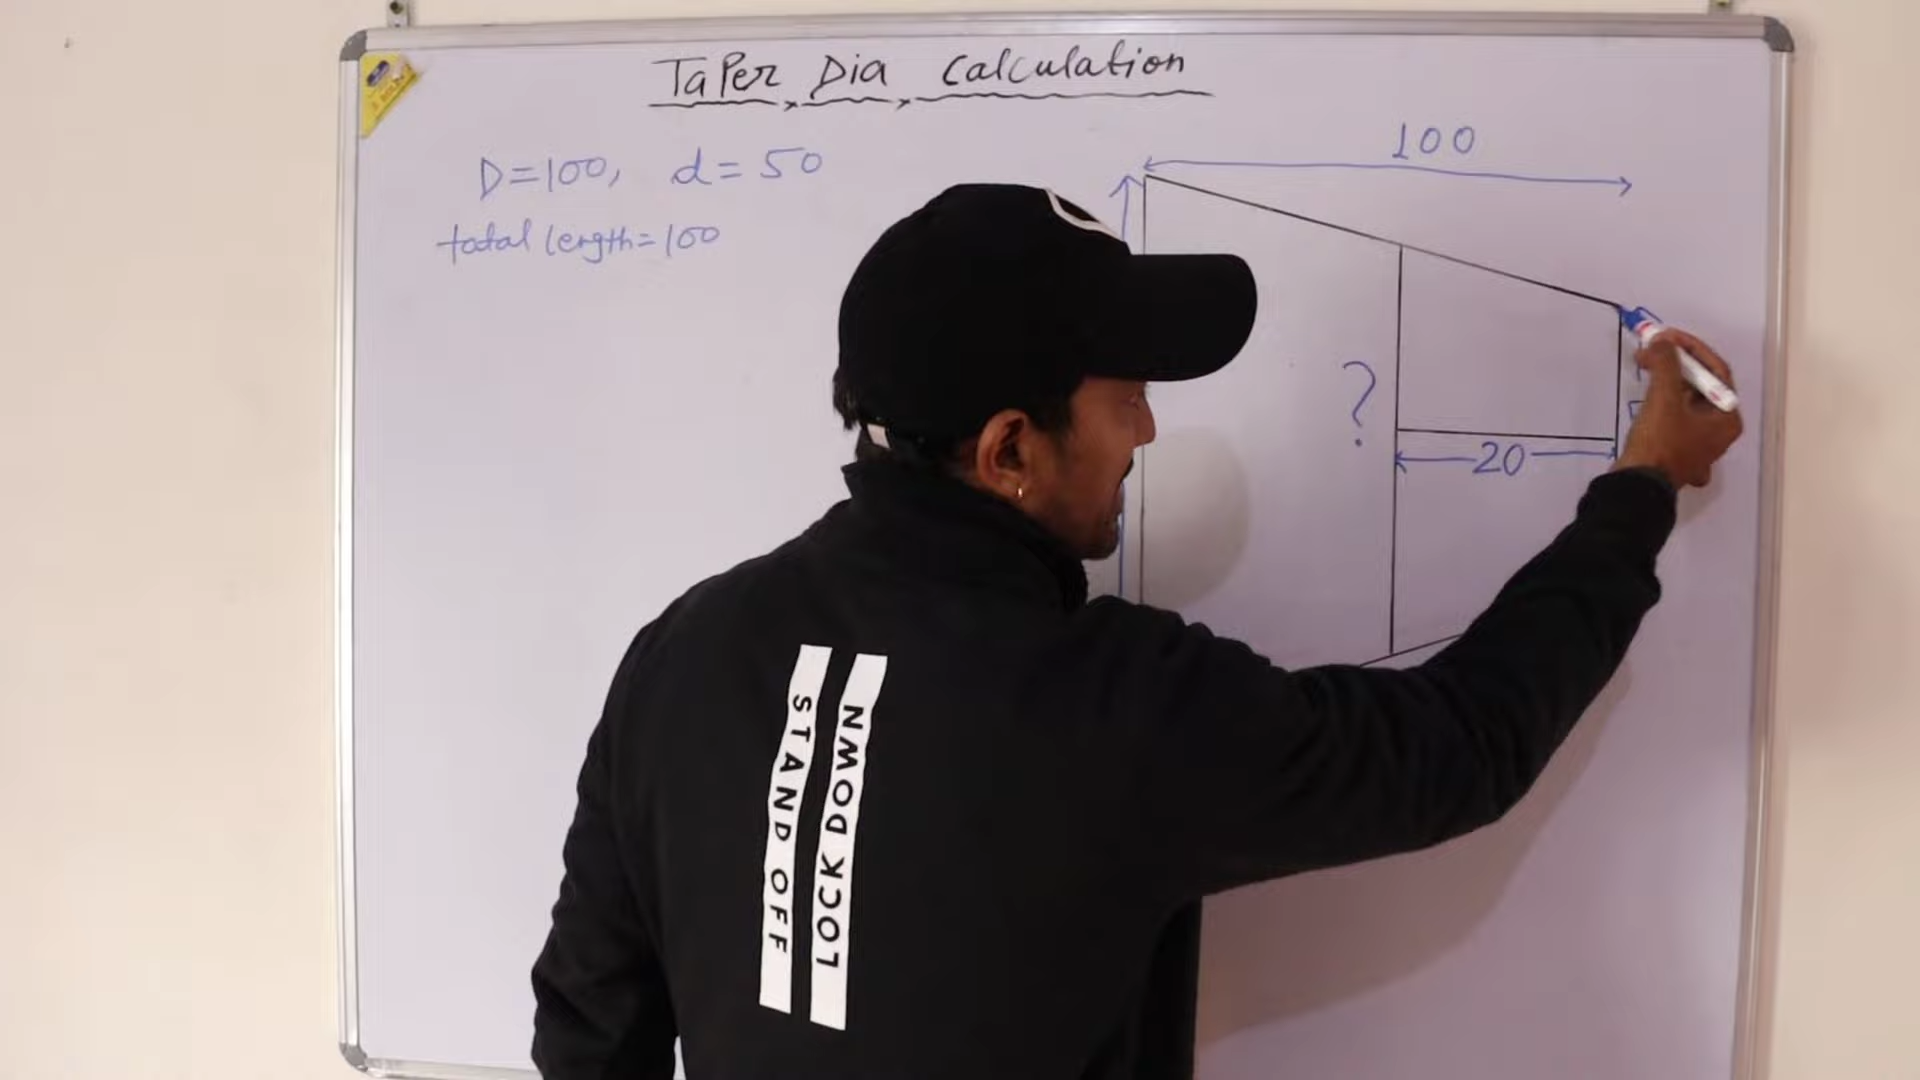 TaPer Dia Calculation
D=100, d=50
total length=100
100
?
20
STAND OFF
LOCK DOWN